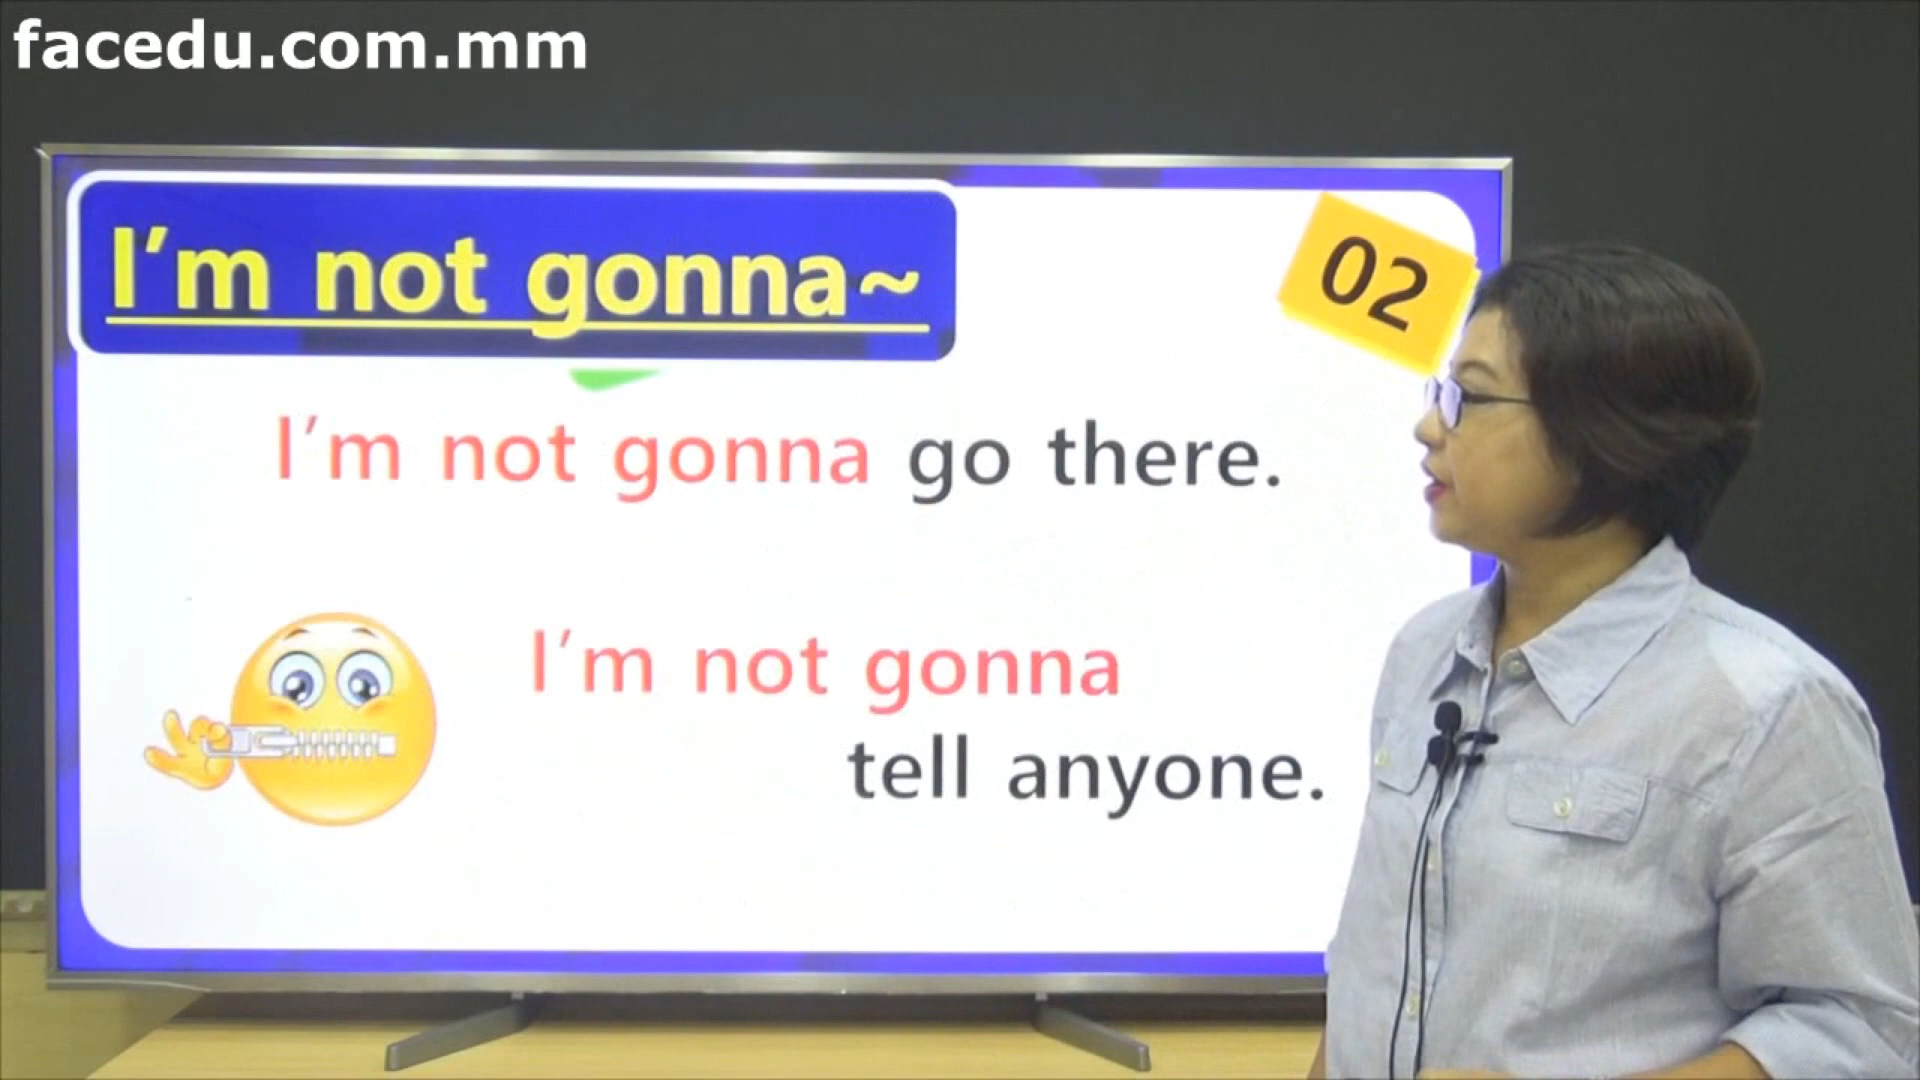 facedu.com.mm
I'm not gonna~
02
I'm not gonna go there.
I'm not gonna
tell anyone.